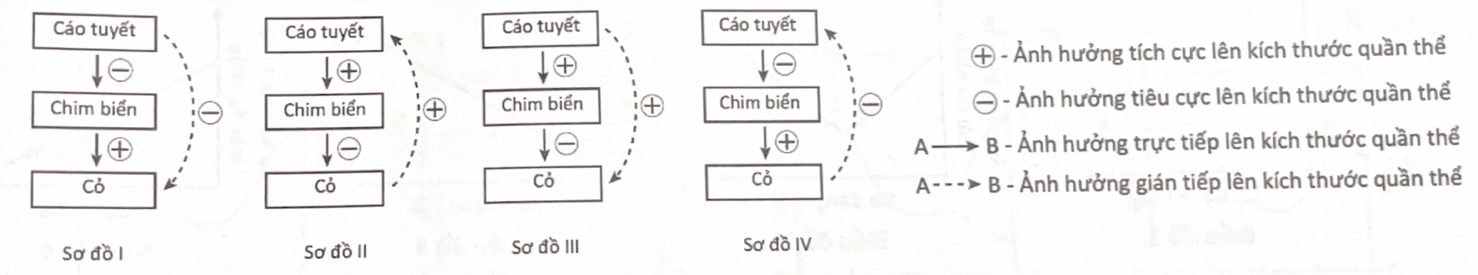 Cáo tuyết
Chim biển
Cỏ
Sơ đồ I
Cáo tuyết
Chim biển
Cỏ
Sơ đồ II
Cáo tuyết
Chim biển
Cỏ
Sơ đồ III
Cáo tuyết
Chim biển
Cỏ
Sơ đồ IV
⊕ - Ảnh hưởng tích cực lên kích thước quần thể
⊖ - Ảnh hưởng tiêu cực lên kích thước quần thể
A → B - Ảnh hưởng trực tiếp lên kích thước quần thể
A ---> B - Ảnh hưởng gián tiếp lên kích thước quần thể